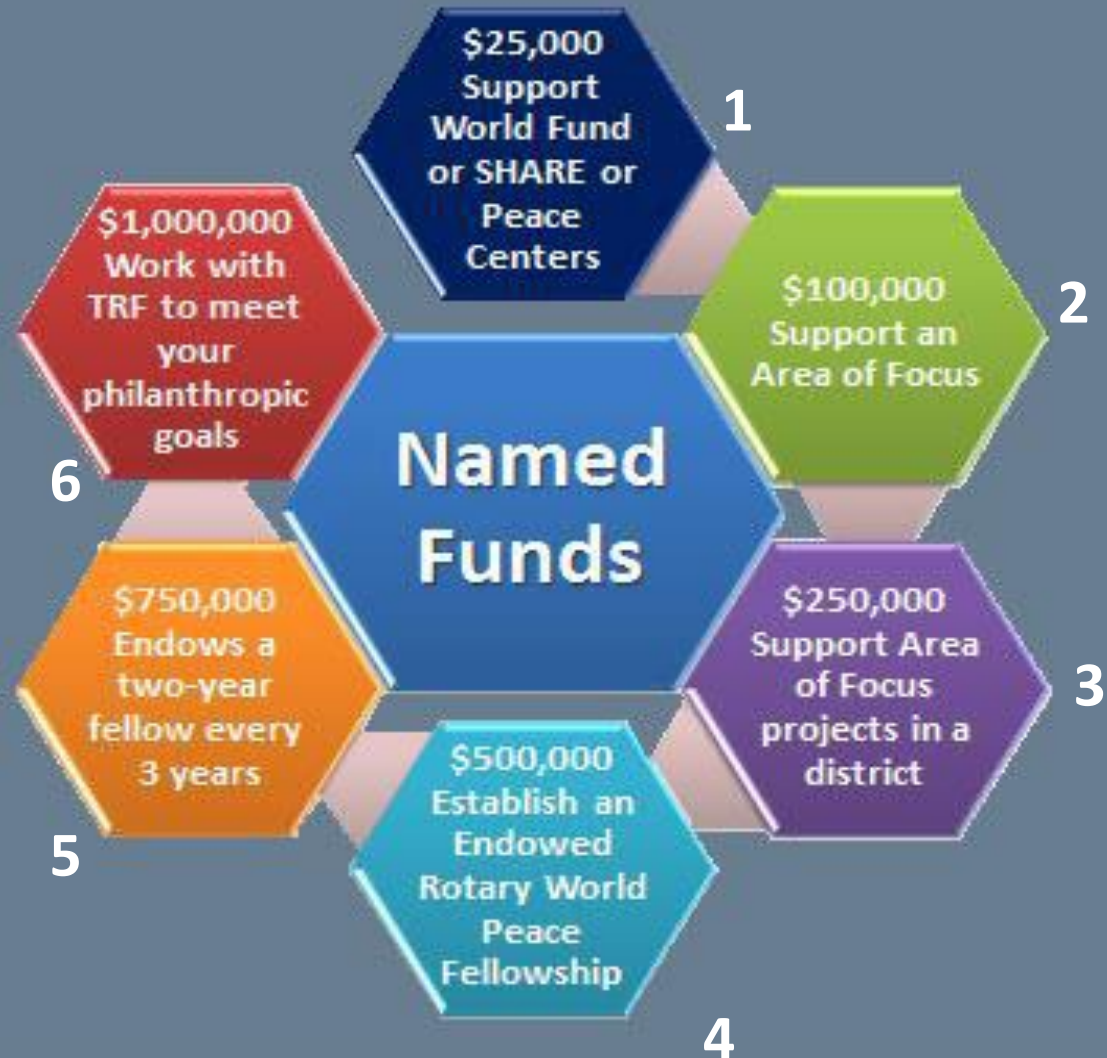 $25,000
Support
World Fund
or SHARE or
Peace
Centers
1
$100,000
Support an
Area of Focus
2
$250,000
Support Area
of Focus
projects in a
district
3
$500,000
Establish an
Endowed
Rotary World
Peace
Fellowship
4
$750,000
Endows a
two-year
fellow every
3 years
5
$1,000,000
Work with
TRF to meet
your
philanthropic
goals
6
Named
Funds